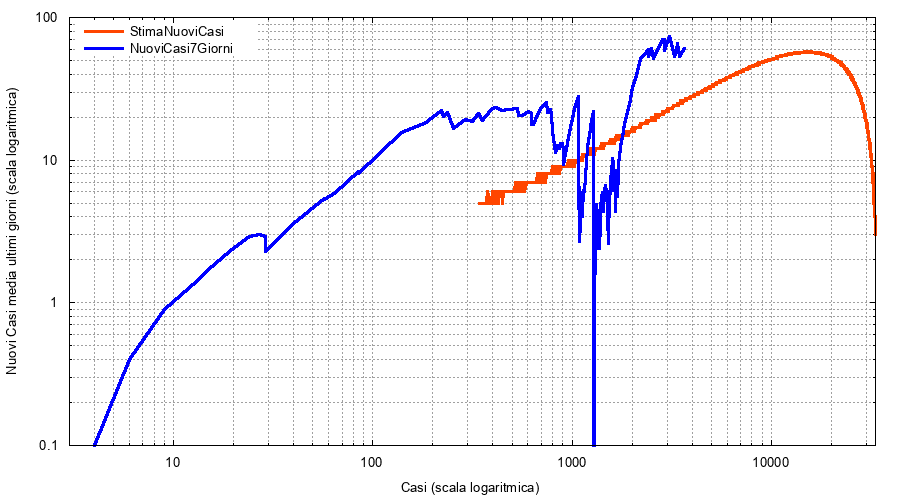 100
StimaNuoviCasi
NuoviCasi7Giorni
10
1
0.1
Nuovi Casi media ultimi giorni (scala logaritmica)
10
100
1000
10000
Casi (scala logaritmica)